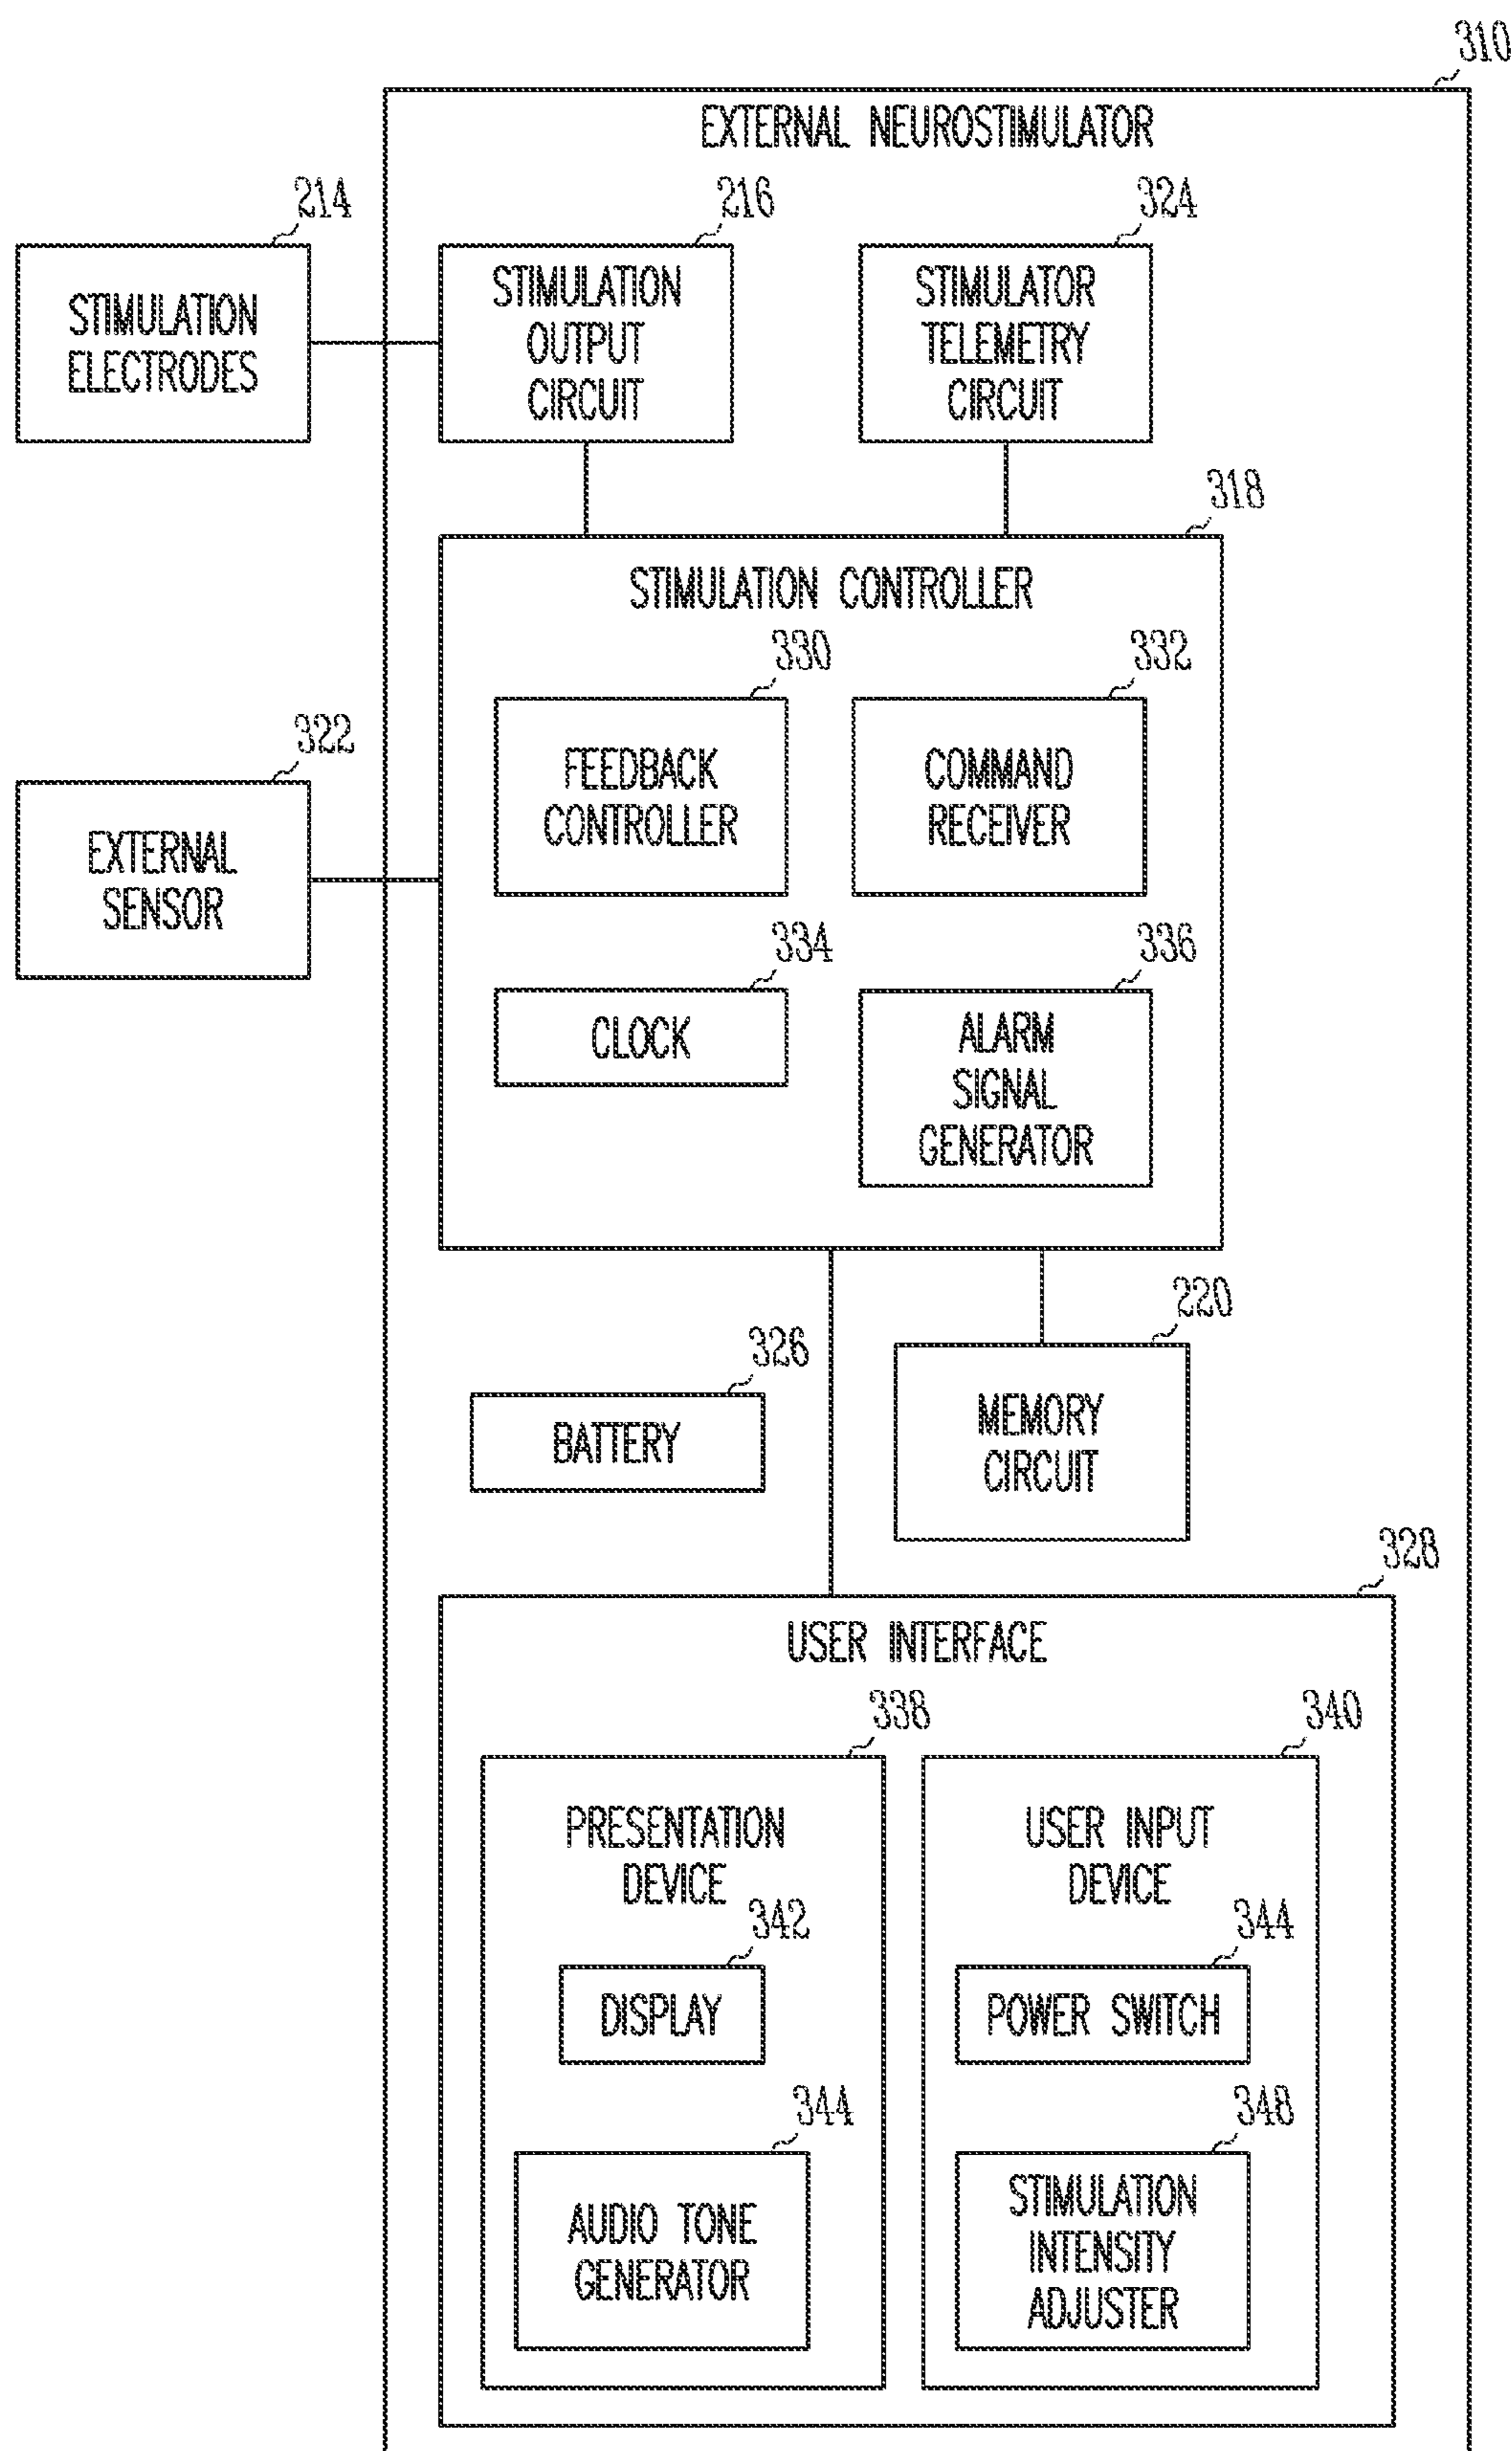 310
EXTERNAL NEUROSTIMULATOR
214
216
324
STIMULATION
ELECTRODES
STIMULATION
OUTPUT
CIRCUIT
STIMULATOR
TELEMETRY
CIRCUIT
318
STIMULATION CONTROLLER
330
332
FEEDBACK
CONTROLLER
COMMAND
RECEIVER
322
EXTERNAL
SENSOR
334
336
CLOCK
ALARM
SIGNAL
GENERATOR
220
326
BATTERY
MEMORY
CIRCUIT
328
USER INTERFACE
338
340
PRESENTATION
DEVICE
USER INPUT
DEVICE
342
344
DISPLAY
POWER SWITCH
344
348
AUDIO TONE
GENERATOR
STIMULATION
INTENSITY
ADJUSTER